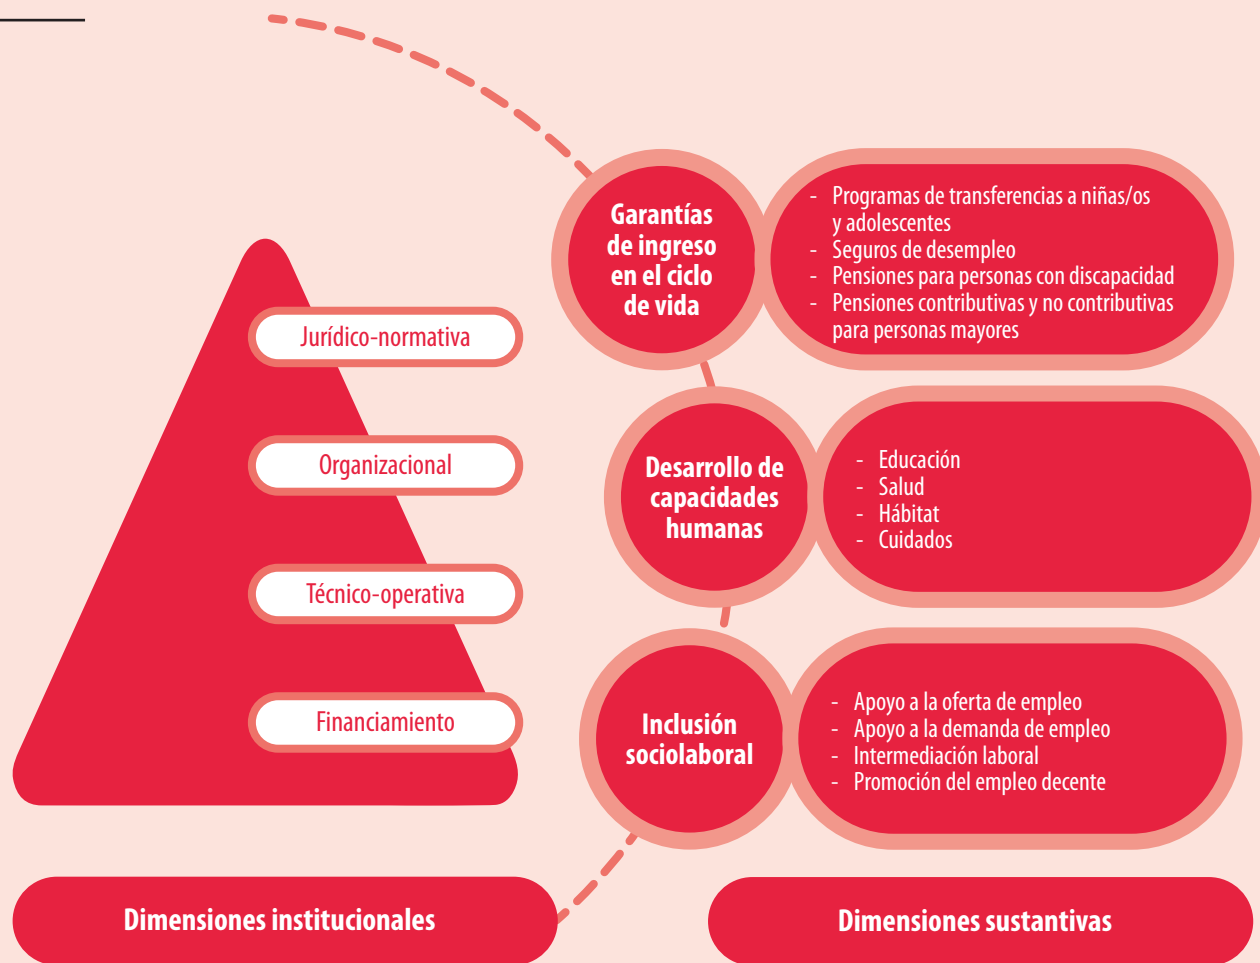 Jurídico-normativa
Organizacional
Técnico-operativa
Financiamiento
Dimensiones institucionales
Garantías
de ingreso
en el ciclo
de vida
- Programas de transferencias a niñas/os
y adolescentes
- Seguros de desempleo
- Pensiones para personas con discapacidad
- Pensiones contributivas y no contributivas
para personas mayores
Desarrollo de
capacidades
humanas
- Educación
- Salud
- Hábitat
- Cuidados
Inclusión
sociolaboral
- Apoyo a la oferta de empleo
- Apoyo a la demanda de empleo
- Intermediación laboral
- Promoción del empleo decente
Dimensiones sustantivas